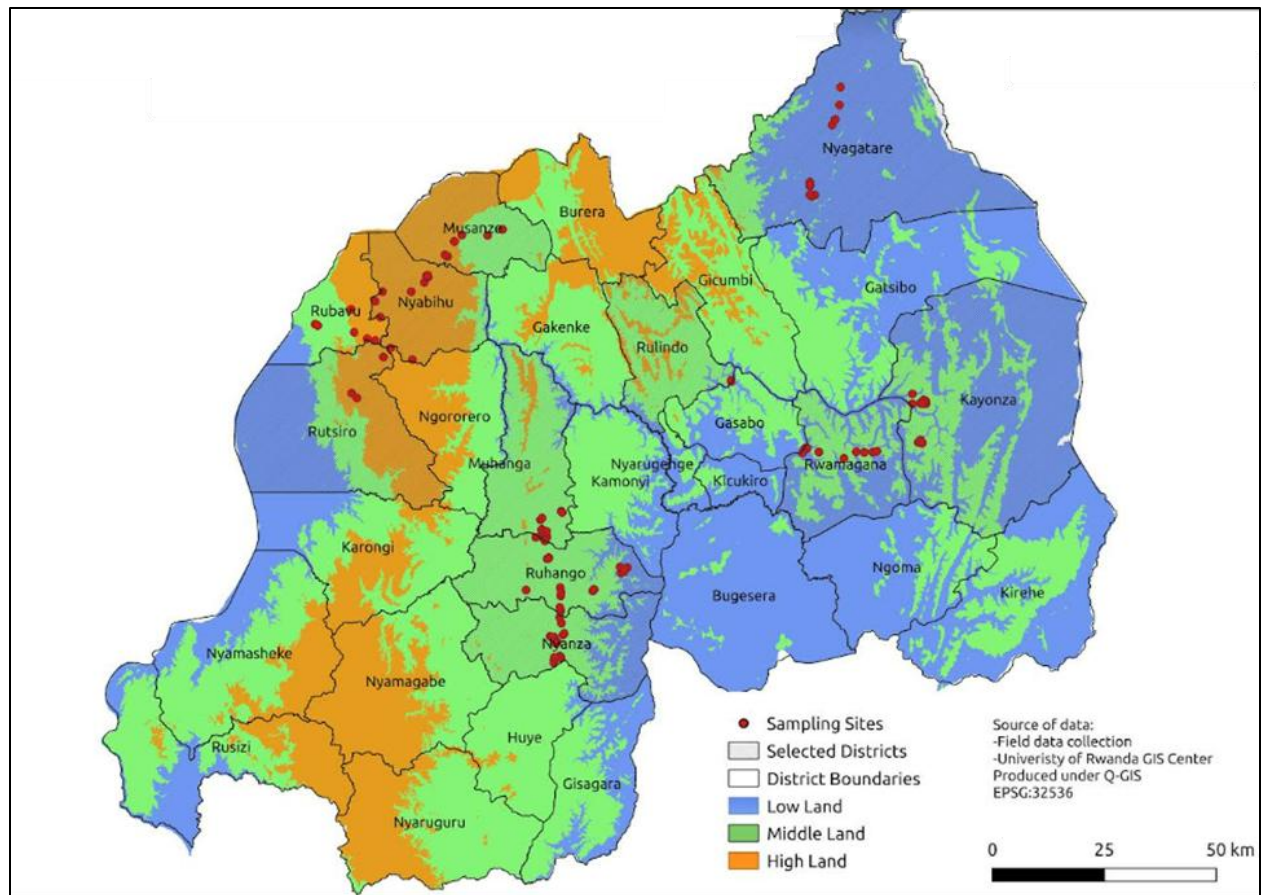 Nyagatare
Burera
Musanze
Gicumbi
Gatsibo
Nyabihu
Rubavu
Gakenke
Rulindo
Kayonza
Ngororero
Gasabo
Rutsiro
Muhanga
Nyarugenge
Rwamagana
Kamonyi
Kicukiro
Karongi
Ruhango
Ngoma
Bugesera
Kirehe
Nyanza
Nyamasheke
Nyamagabe
Huye
Rusizi
Gisagara
Nyaruguru
Sampling Sites
Selected Districts
District Boundaries
Low Land
Middle Land
High Land
Source of data:
-Field data collection
-Univeristy of Rwanda GIS Center
Produced under Q-GIS
EPSG:32536
0 25 50 km